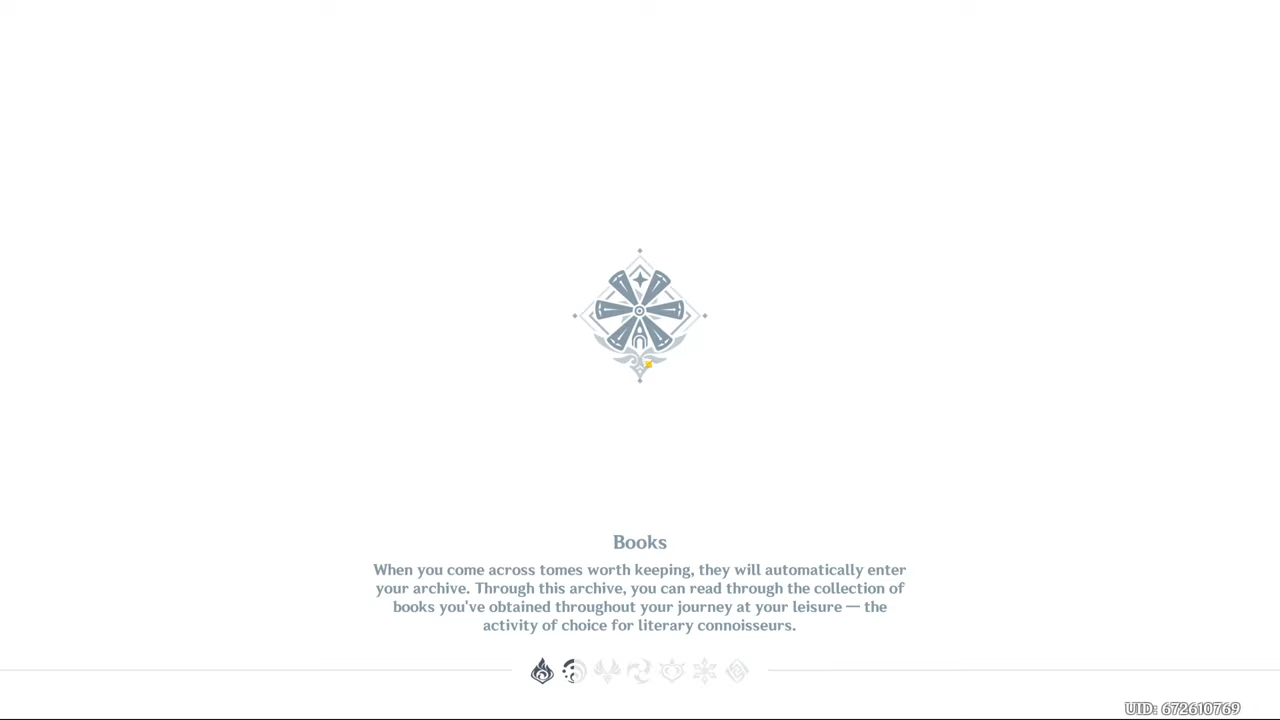 Books
When you come across tomes worth keeping, they will automatically enter
your archive. Through this archive, you can read through the collection of
books you've obtained throughout your journey at your leisure — the
activity of choice for literary connoisseurs.
UID: 672610769